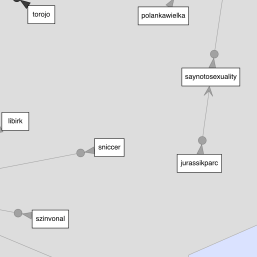 torojo
polankawielka
saynotosexuality
libirk
sniccer
jurassikparc
szinvonal